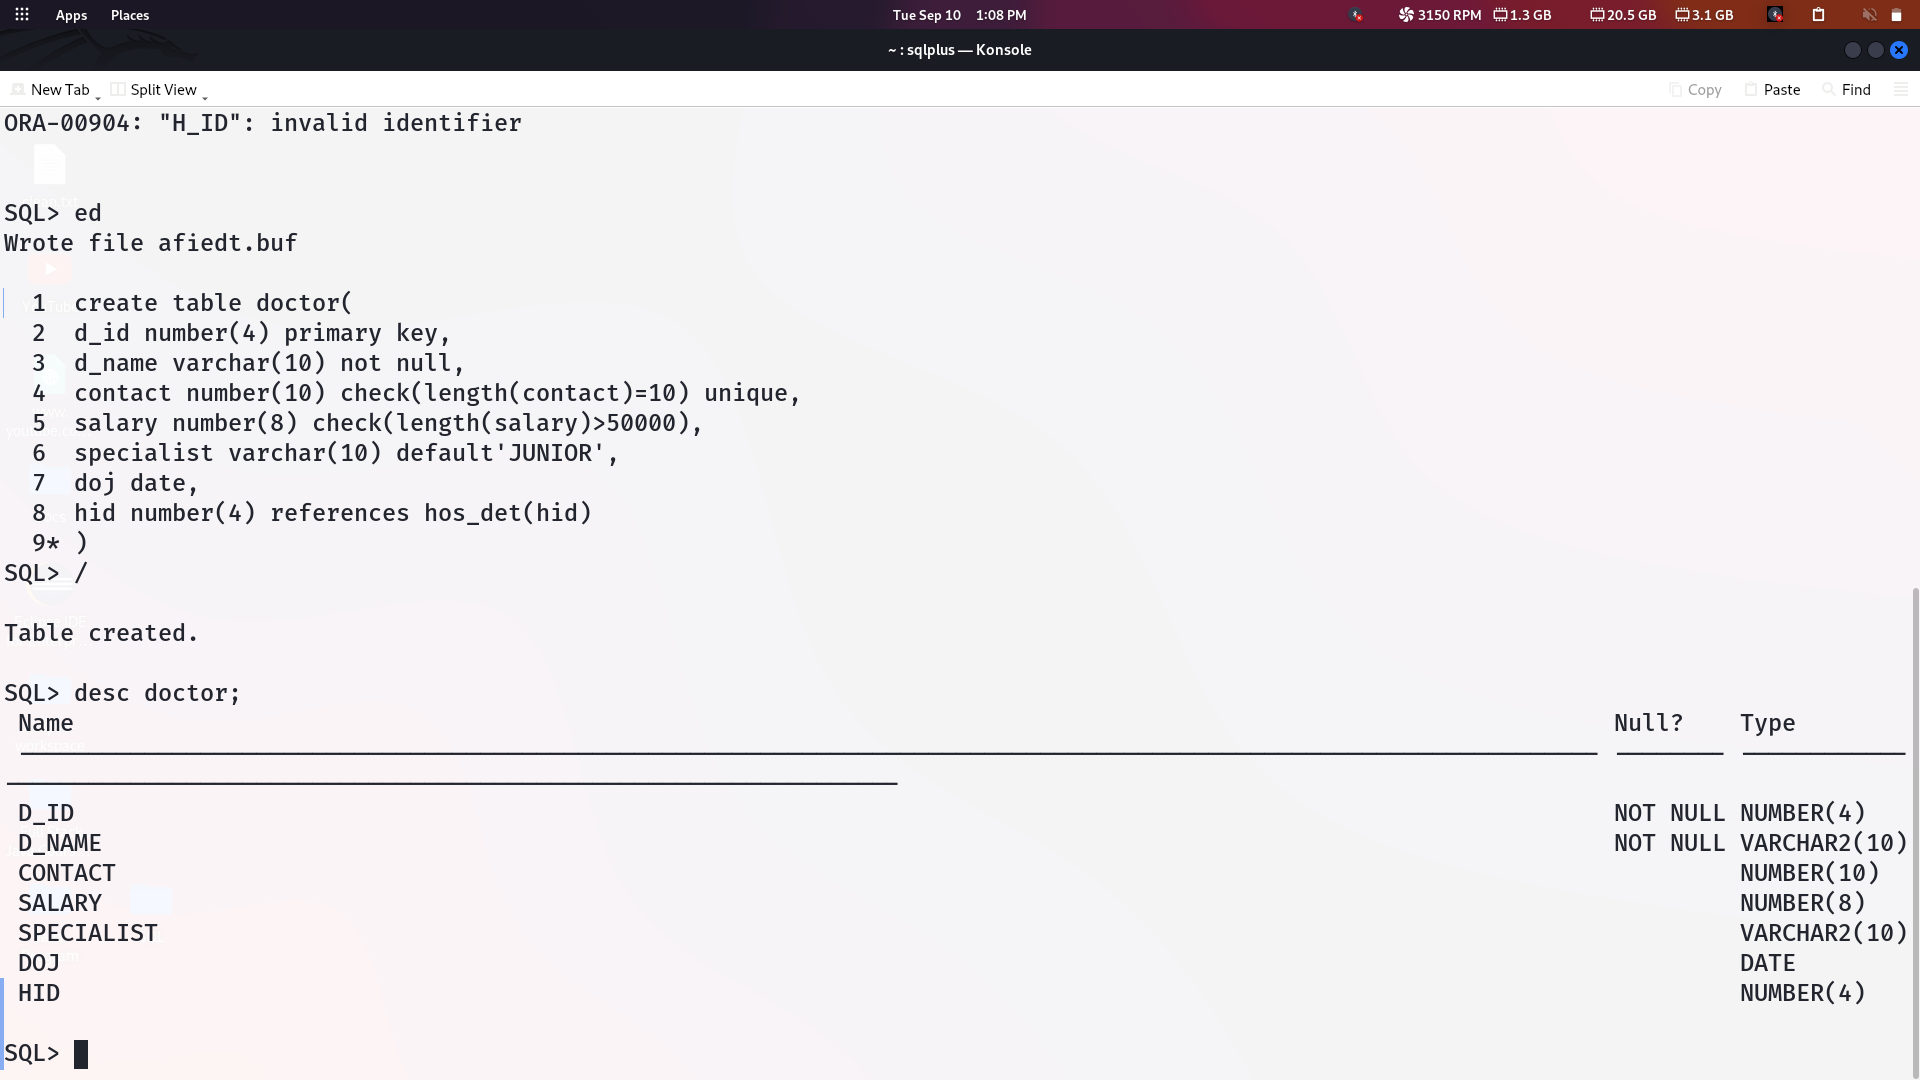 Apps Places Tue Sep 10 1:08 PM 3150 RPM 1.3 GB 20.5 GB 3.1 GB
~ : sqlplus — Konsole
New Tab Split View Copy Paste Find
ORA-00904: "H_ID": invalid identifier
SQL> ed
Wrote file afiedt.buf
1 create table doctor(
2 d_id number(4) primary key,
3 d_name varchar(10) not null,
4 contact number(10) check(length(contact)=10) unique,
5 salary number(8) check(length(salary)>50000),
6 specialist varchar(10) default'JUNIOR',
7 doj date,
8 hid number(4) references hos_det(hid)
9* )
SQL> /
Table created.
SQL> desc doctor;
Name Null? Type
D_ID NOT NULL NUMBER(4)
D_NAME NOT NULL VARCHAR2(10)
CONTACT NUMBER(10)
SALARY NUMBER(8)
SPECIALIST VARCHAR2(10)
DOJ DATE
HID NUMBER(4)
SQL>